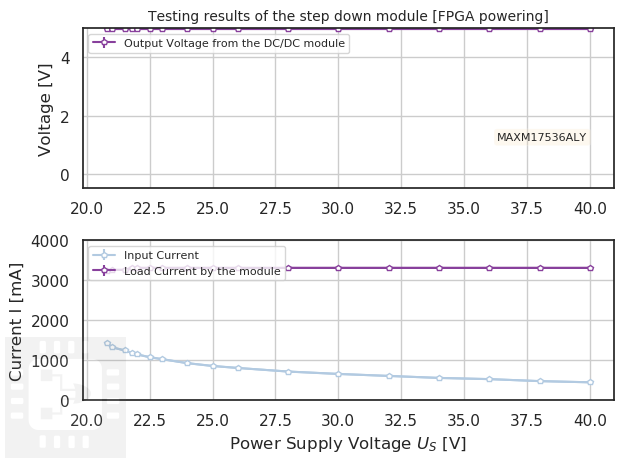 Testing results of the step down module [FPGA powering]
Voltage [V]
4
2
0
Output Voltage from the DC/DC module
MAXM17536ALY
20.0 22.5 25.0 27.5 30.0 32.5 35.0 37.5 40.0
Current I [mA]
4000
3000
2000
1000
0
Input Current
Load Current by the module
20.0 22.5 25.0 27.5 30.0 32.5 35.0 37.5 40.0
Power Supply Voltage U_S [V]